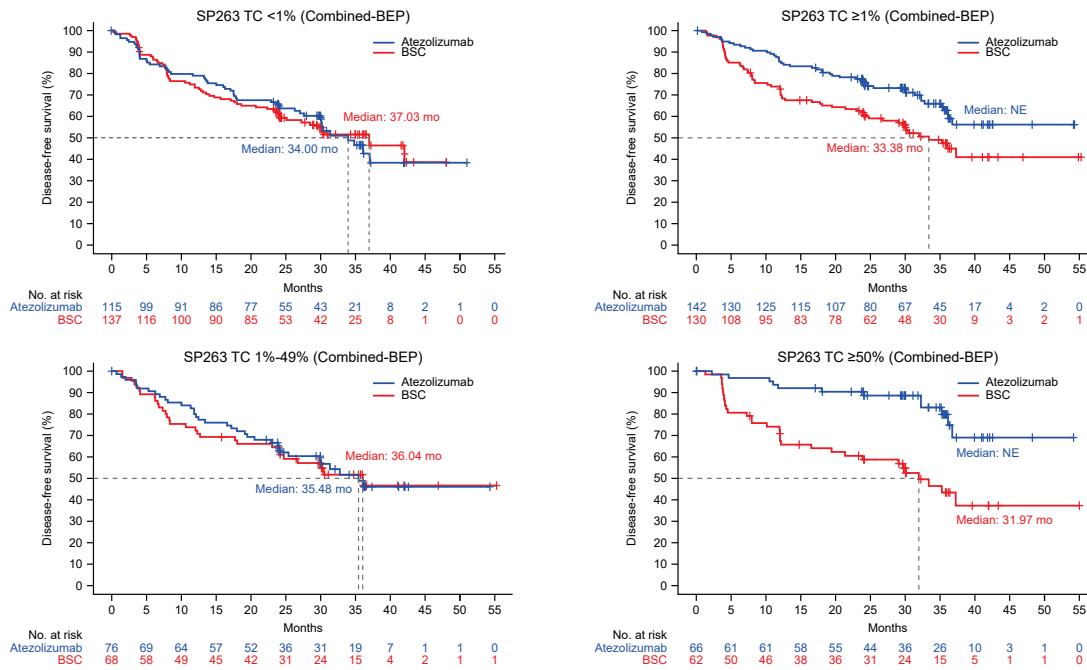 SP263 TC <1% (Combined-BEP)
Disease-free survival (%)
100
90
80
70
60
50
40
30
20
10
0
Atezolizumab
BSC
Median: 37.03 mo
Median: 34.00 mo
0 5 10 15 20 25 30 35 40 45 50 55
Months
No. at risk
Atezolizumab 115 99 91 86 77 55 43 21 8 2 1 0
BSC 137 116 100 90 85 53 42 25 8 1 0 0
SP263 TC ≥1% (Combined-BEP)
Disease-free survival (%)
100
90
80
70
60
50
40
30
20
10
0
Atezolizumab
BSC
Median: NE
Median: 33.38 mo
0 5 10 15 20 25 30 35 40 45 50 55
Months
No. at risk
Atezolizumab 142 130 125 115 107 80 67 45 17 4 2 0
BSC 130 108 95 83 78 62 48 30 9 3 2 1
SP263 TC 1%-49% (Combined-BEP)
Disease-free survival (%)
100
90
80
70
60
50
40
30
20
10
0
Atezolizumab
BSC
Median: 36.04 mo
Median: 35.48 mo
0 5 10 15 20 25 30 35 40 45 50 55
Months
No. at risk
Atezolizumab 76 69 64 57 52 36 31 19 7 1 1 0
BSC 68 58 49 45 42 31 24 15 4 2 1 1
SP263 TC ≥50% (Combined-BEP)
Disease-free survival (%)
100
90
80
70
60
50
40
30
20
10
0
Atezolizumab
BSC
Median: NE
Median: 31.97 mo
0 5 10 15 20 25 30 35 40 45 50 55
Months
No. at risk
Atezolizumab 66 61 61 58 55 44 36 26 10 3 1 0
BSC 62 50 46 38 36 31 24 15 5 1 1 0